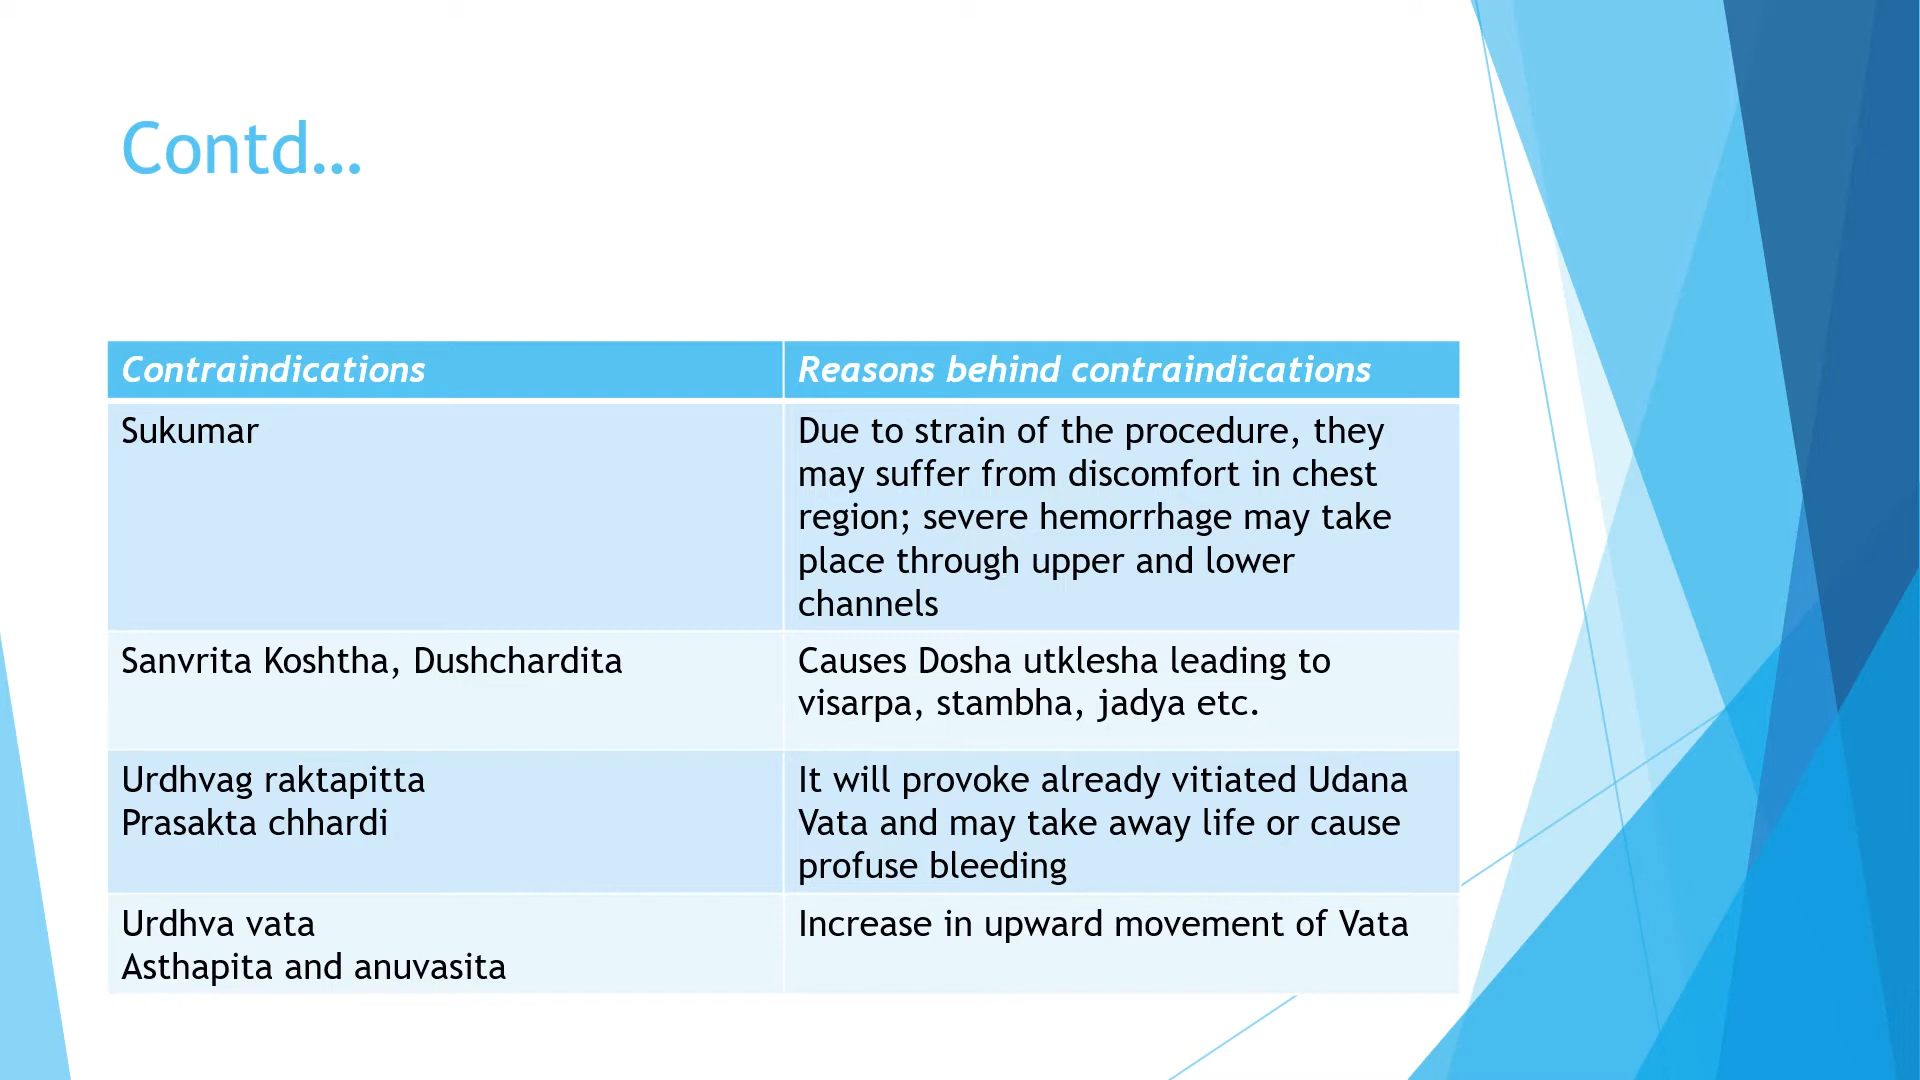 Contd...
Contraindications
Reasons behind contraindications
Sukumar
Due to strain of the procedure, they
may suffer from discomfort in chest
region; severe hemorrhage may take
place through upper and lower
channels
Sanvrita Koshtha, Dushchardita
Causes Dosha utklesha leading to
visarpa, stambha, jadya etc.
Urdhvag raktapitta
Prasakta chhardi
It will provoke already vitiated Udana
Vata and may take away life or cause
profuse bleeding
Urdhva vata
Asthapita and anuvasita
Increase in upward movement of Vata